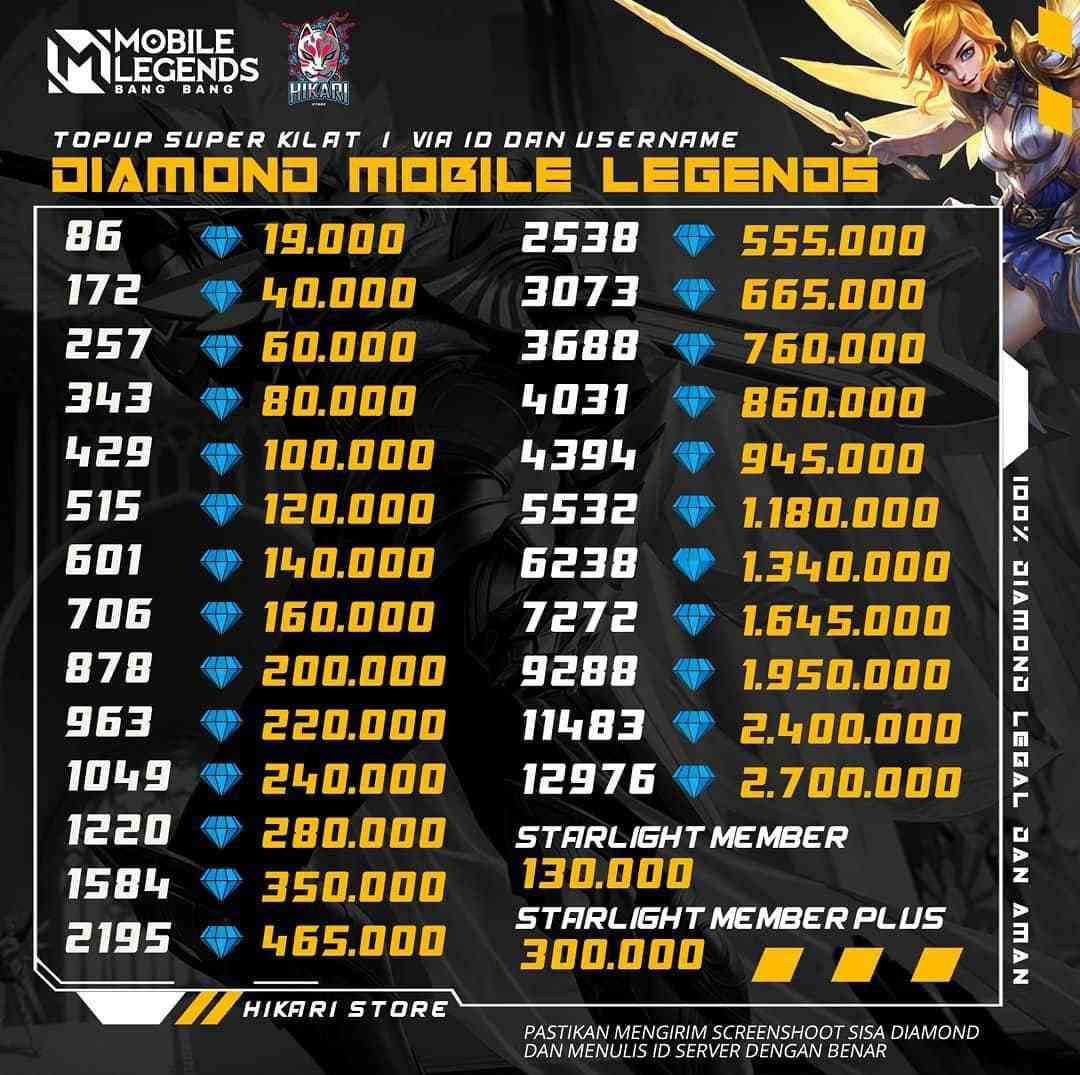 MOBILE
LEGENDS
BANG BANG
HIKARI
STORE
TOPUP SUPER KILAT | VIA ID DAN USERNAME
DIAMOND MOBILE LEGENDS
86 19.000
172 40.000
257 60.000
343 80.000
429 100.000
515 120.000
601 140.000
706 160.000
878 200.000
963 220.000
1049 240.000
1220 280.000
1584 350.000
2195 465.000
2538 555.000
3073 665.000
3688 760.000
4031 860.000
4394 945.000
5532 1.180.000
6238 1.340.000
7272 1.645.000
9288 1.950.000
11483 2.400.000
12976 2.700.000
STARLIGHT MEMBER
130.000
STARLIGHT MEMBER PLUS
300.000
100% DIAMOND LEGAL DAN AMAN
HIKARI STORE
PASTIKAN MENGIRIM SCREENSHOOT SISA DIAMOND
DAN MENULIS ID SERVER DENGAN BENAR